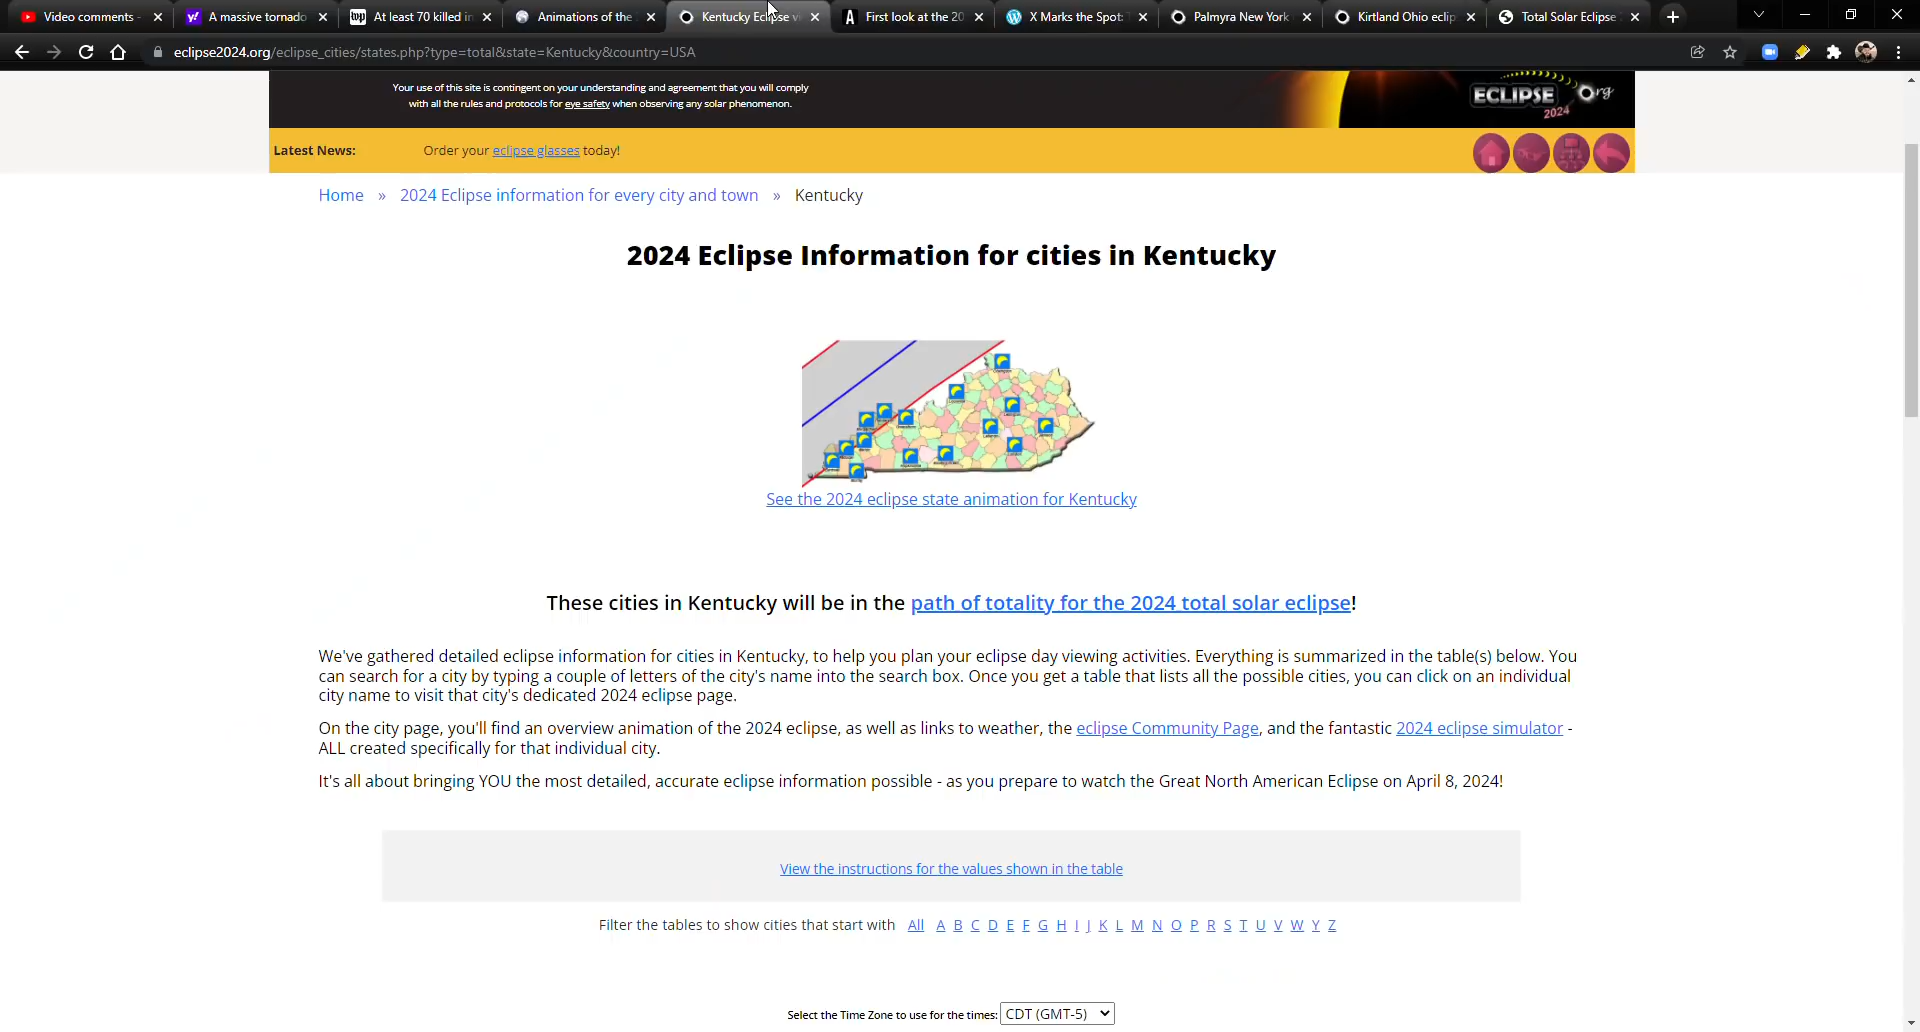 Video comments -
A massive tornado
At least 70 killed in
Animations of the
Kentucky Eclipse vi
First look at the 20
X Marks the Spot:
Palmyra New York
Kirtland Ohio eclip
Total Solar Eclipse
eclipse2024.org/eclipse_cities/states.php?type=total&state=Kentucky&country=USA
Your use of this site is contingent on your understanding and agreement that you will comply
with all the rules and protocols for eye safety when observing any solar phenomenon.
ECLIPSE Org
2024
Latest News: Order your eclipse glasses today!
Home » 2024 Eclipse information for every city and town » Kentucky
2024 Eclipse Information for cities in Kentucky
See the 2024 eclipse state animation for Kentucky
These cities in Kentucky will be in the path of totality for the 2024 total solar eclipse!
We've gathered detailed eclipse information for cities in Kentucky, to help you plan your eclipse day viewing activities. Everything is summarized in the table(s) below. You
can search for a city by typing a couple of letters of the city's name into the search box. Once you get a table that lists all the possible cities, you can click on an individual
city name to visit that city's dedicated 2024 eclipse page.
On the city page, you'll find an overview animation of the 2024 eclipse, as well as links to weather, the eclipse Community Page, and the fantastic 2024 eclipse simulator -
ALL created specifically for that individual city.
It's all about bringing YOU the most detailed, accurate eclipse information possible - as you prepare to watch the Great North American Eclipse on April 8, 2024!
View the instructions for the values shown in the table
Filter the tables to show cities that start with All A B C D E F G H I J K L M N O P R S T U V W Y Z
Select the Time Zone to use for the times: CDT (GMT-5)